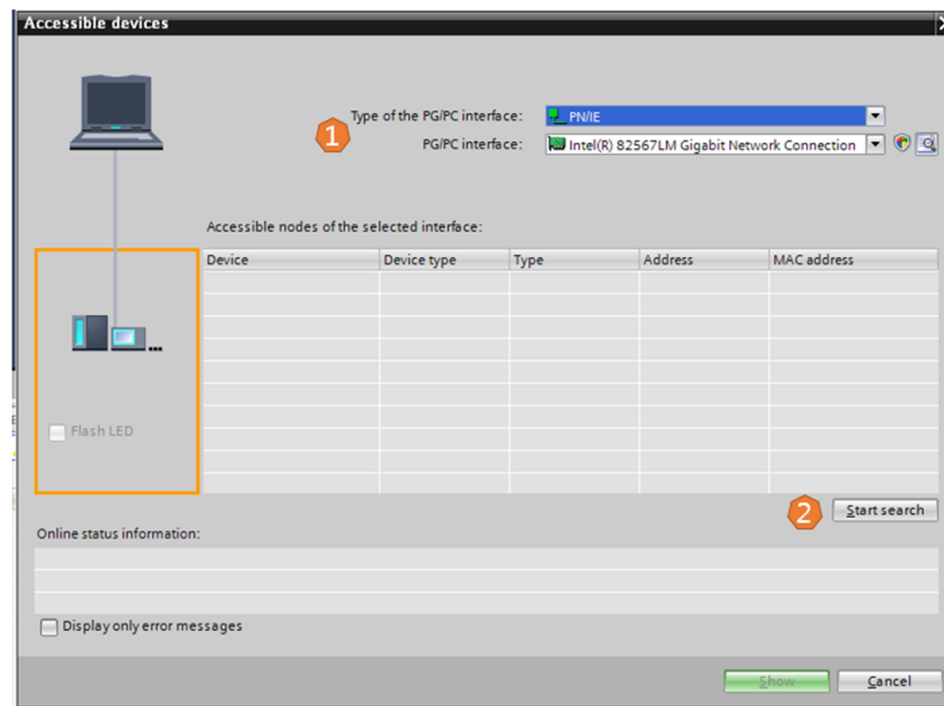 Accessible devices
Type of the PG/PC interface: PN/IE
1
PG/PC interface: Intel(R) 82567LM Gigabit Network Connection
Accessible nodes of the selected interface:
Device Device type Type Address MAC address
Flash LED
2 Start search
Online status information:
Display only error messages
Show Cancel